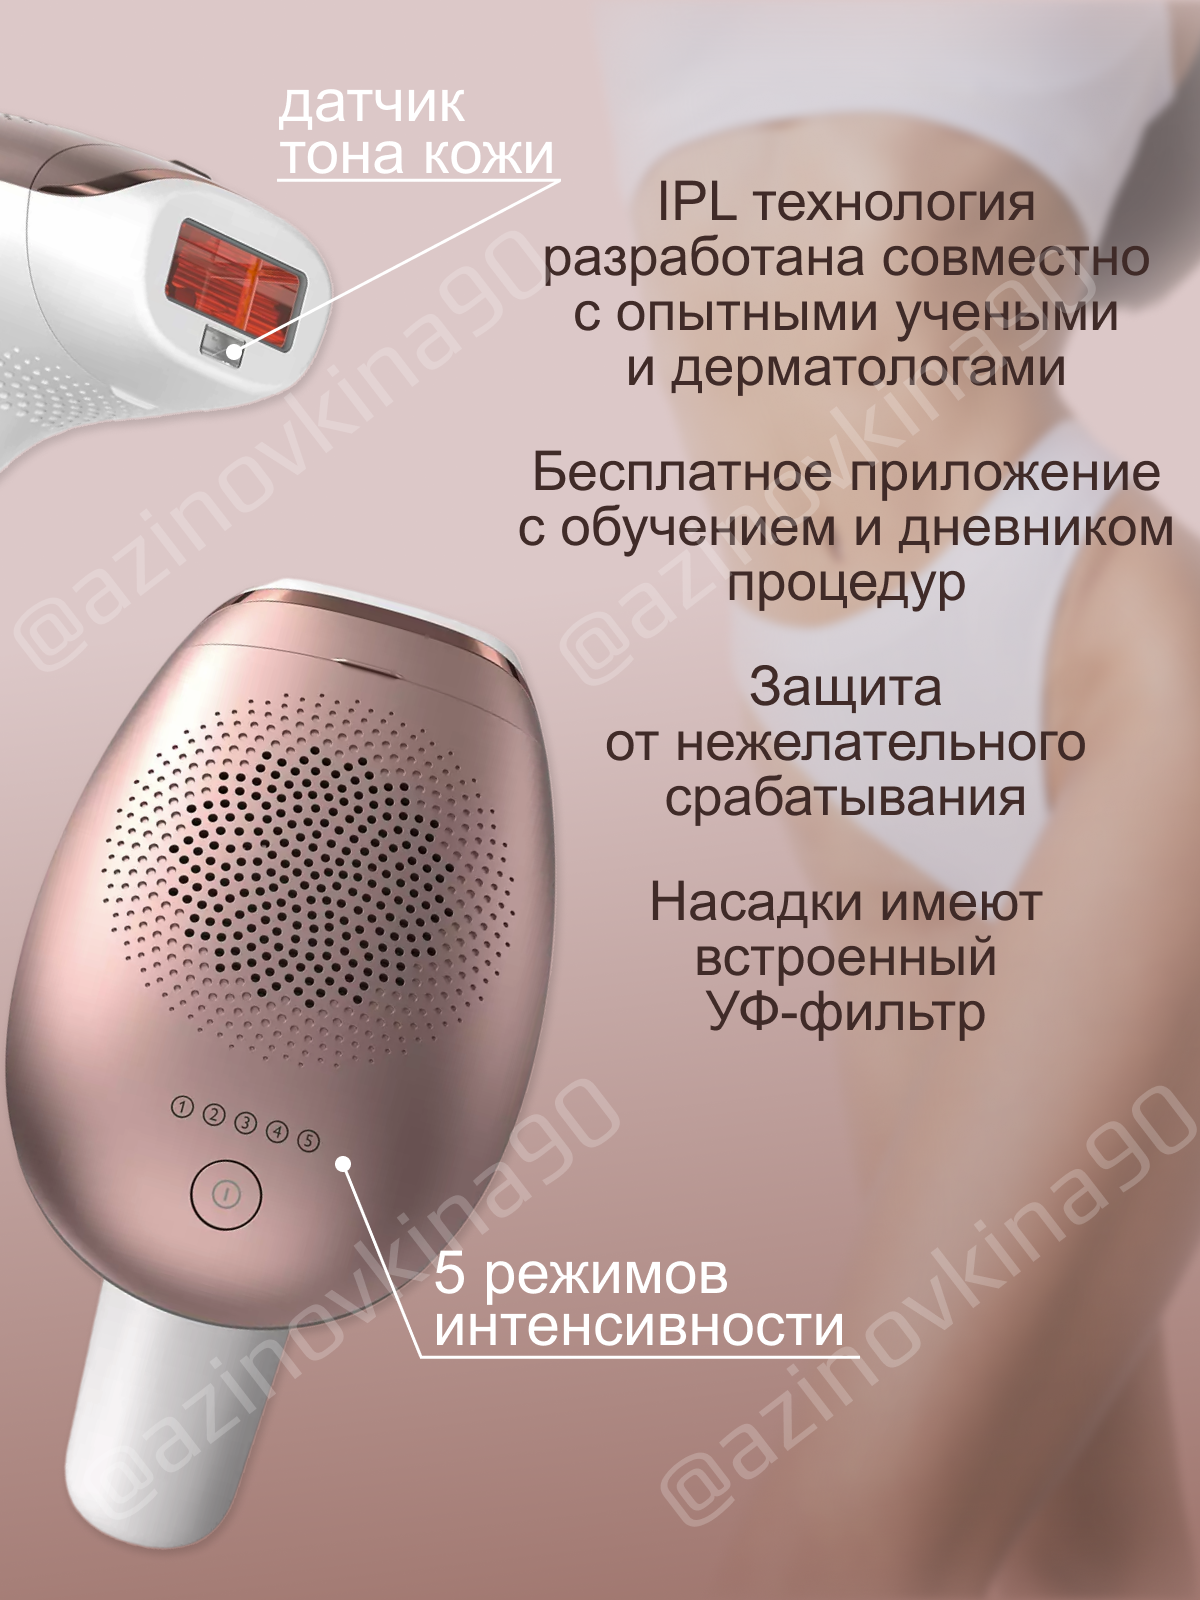 датчик
тона кожи
IPL технология
разработана совместно
с опытными учеными
и дерматологами
Бесплатное приложение
с обучением и дневником
процедур
Защита
от нежелательного
срабатывания
Насадки имеют
встроенный
УФ-фильтр
1 2 3 4 5
5 режимов
интенсивности
@azinovkina90
@azinovkina90
@azinovkina90
@azinovkina90